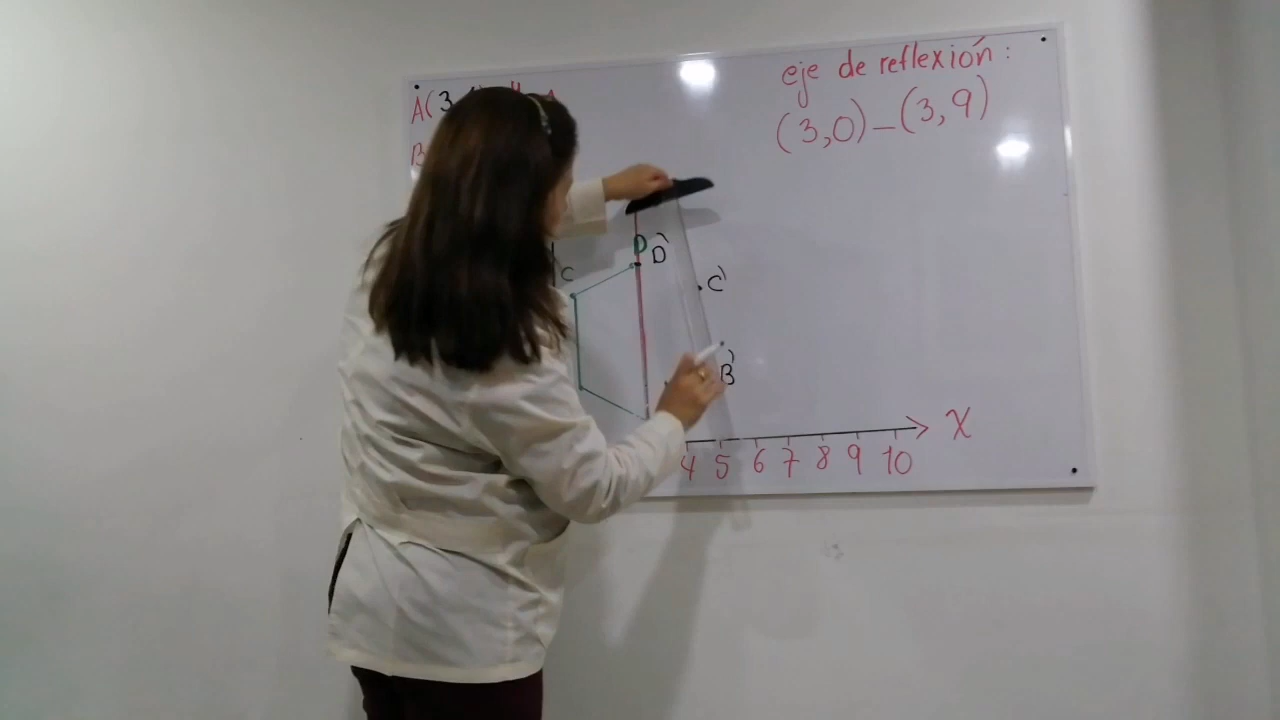 A(3
B
eje de reflexión:
(3,0)-(3,9)
D D'
C C'
B'
4 5 6 7 8 9 10 X